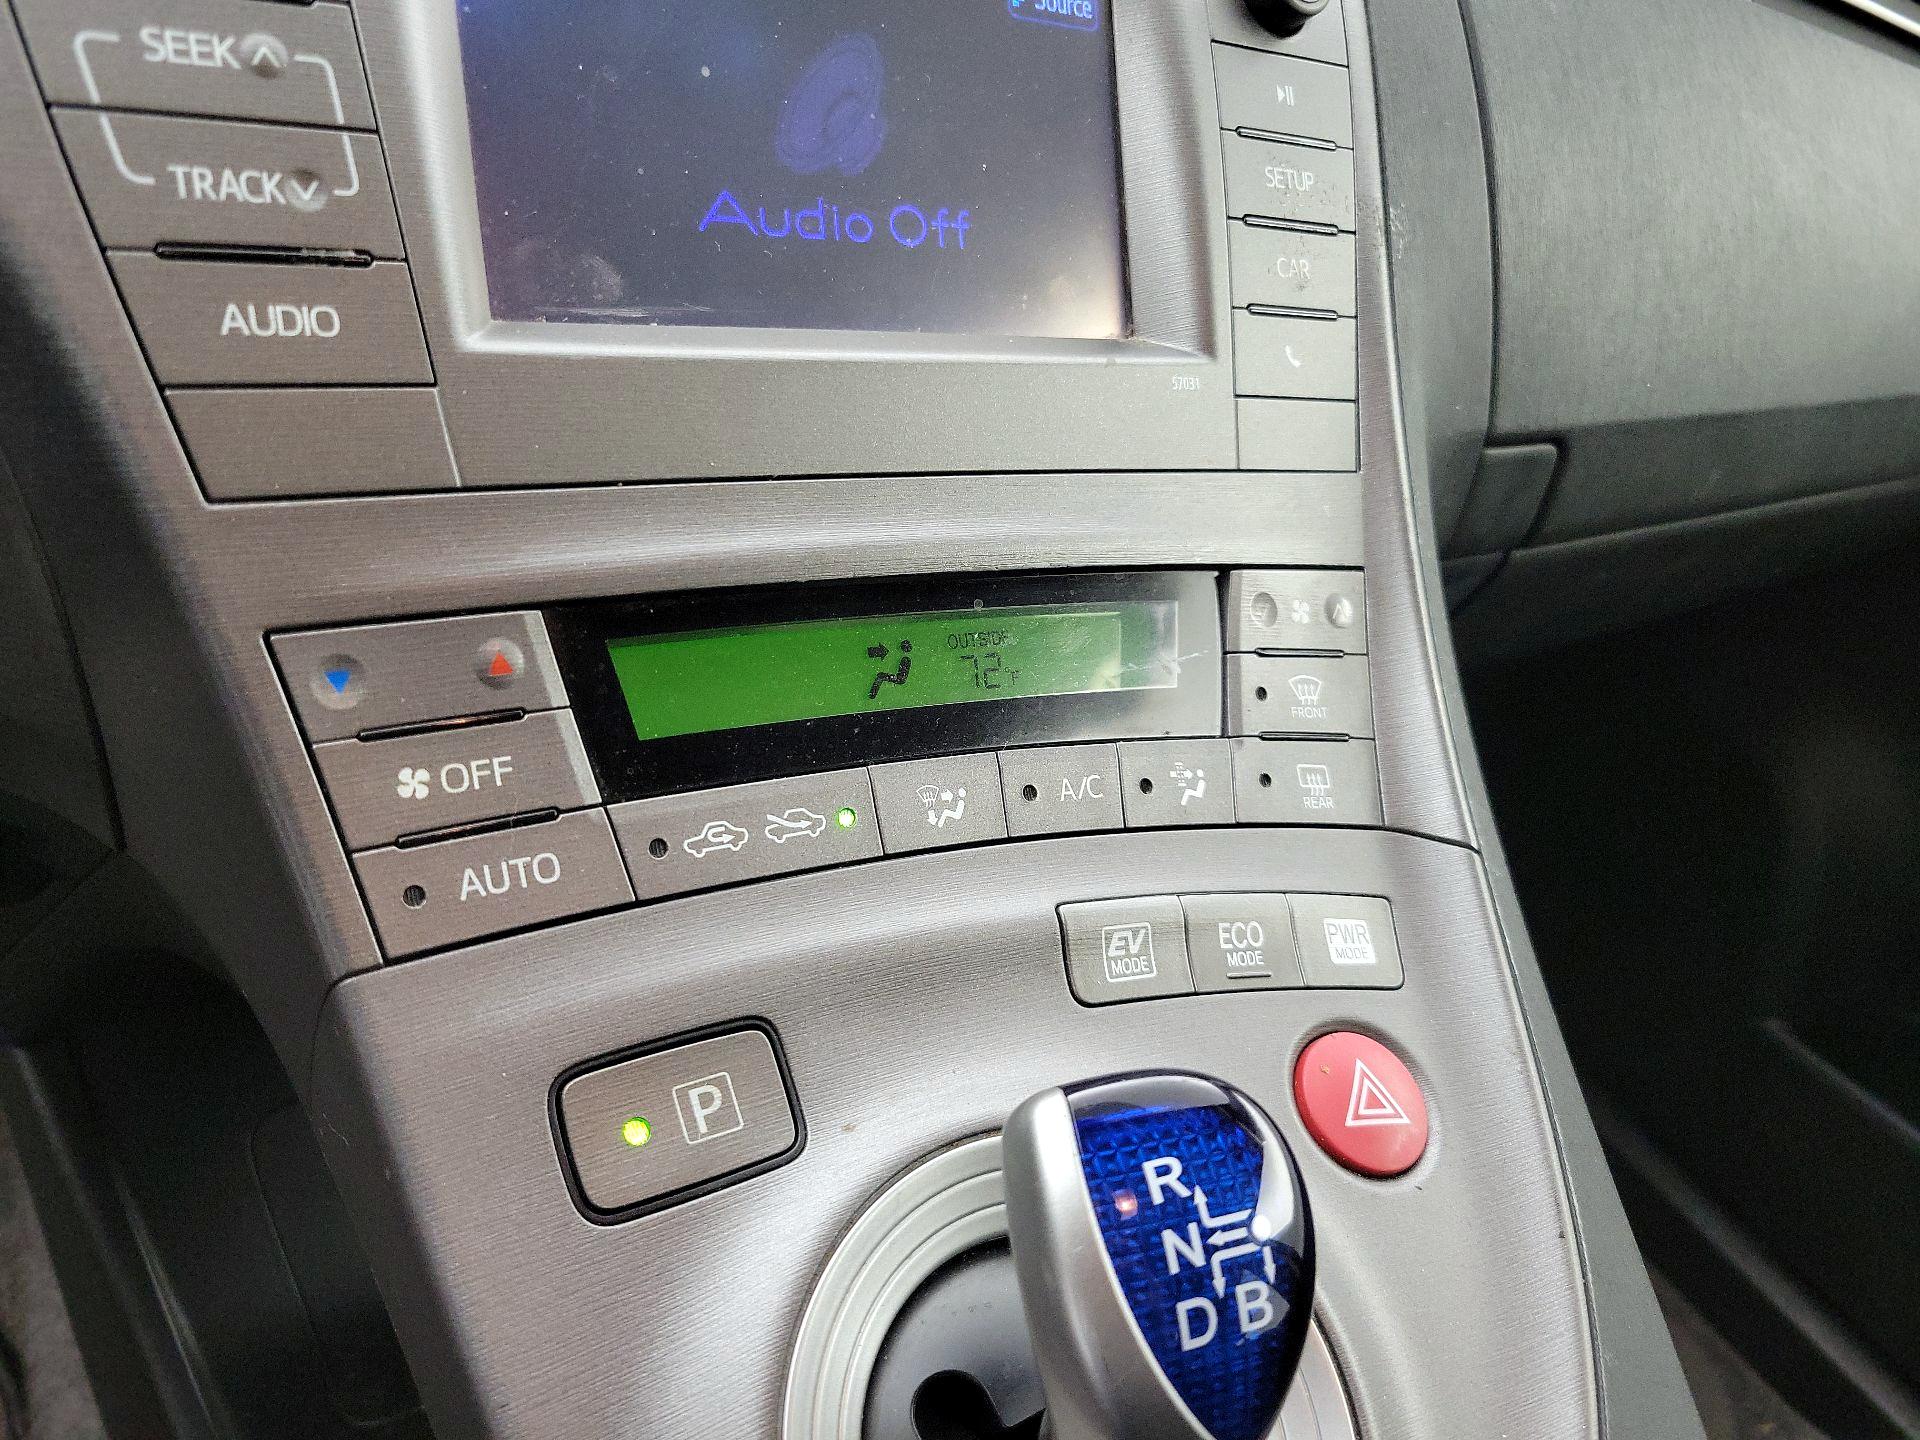 Source
SEEK
TRACK
AUDIO
Audio Off
SETUP
CAR
57031
OUTSIDE
72°F
FRONT
OFF
A/C
REAR
AUTO
EV MODE
ECO MODE
PWR MODE
P
R
N
D B